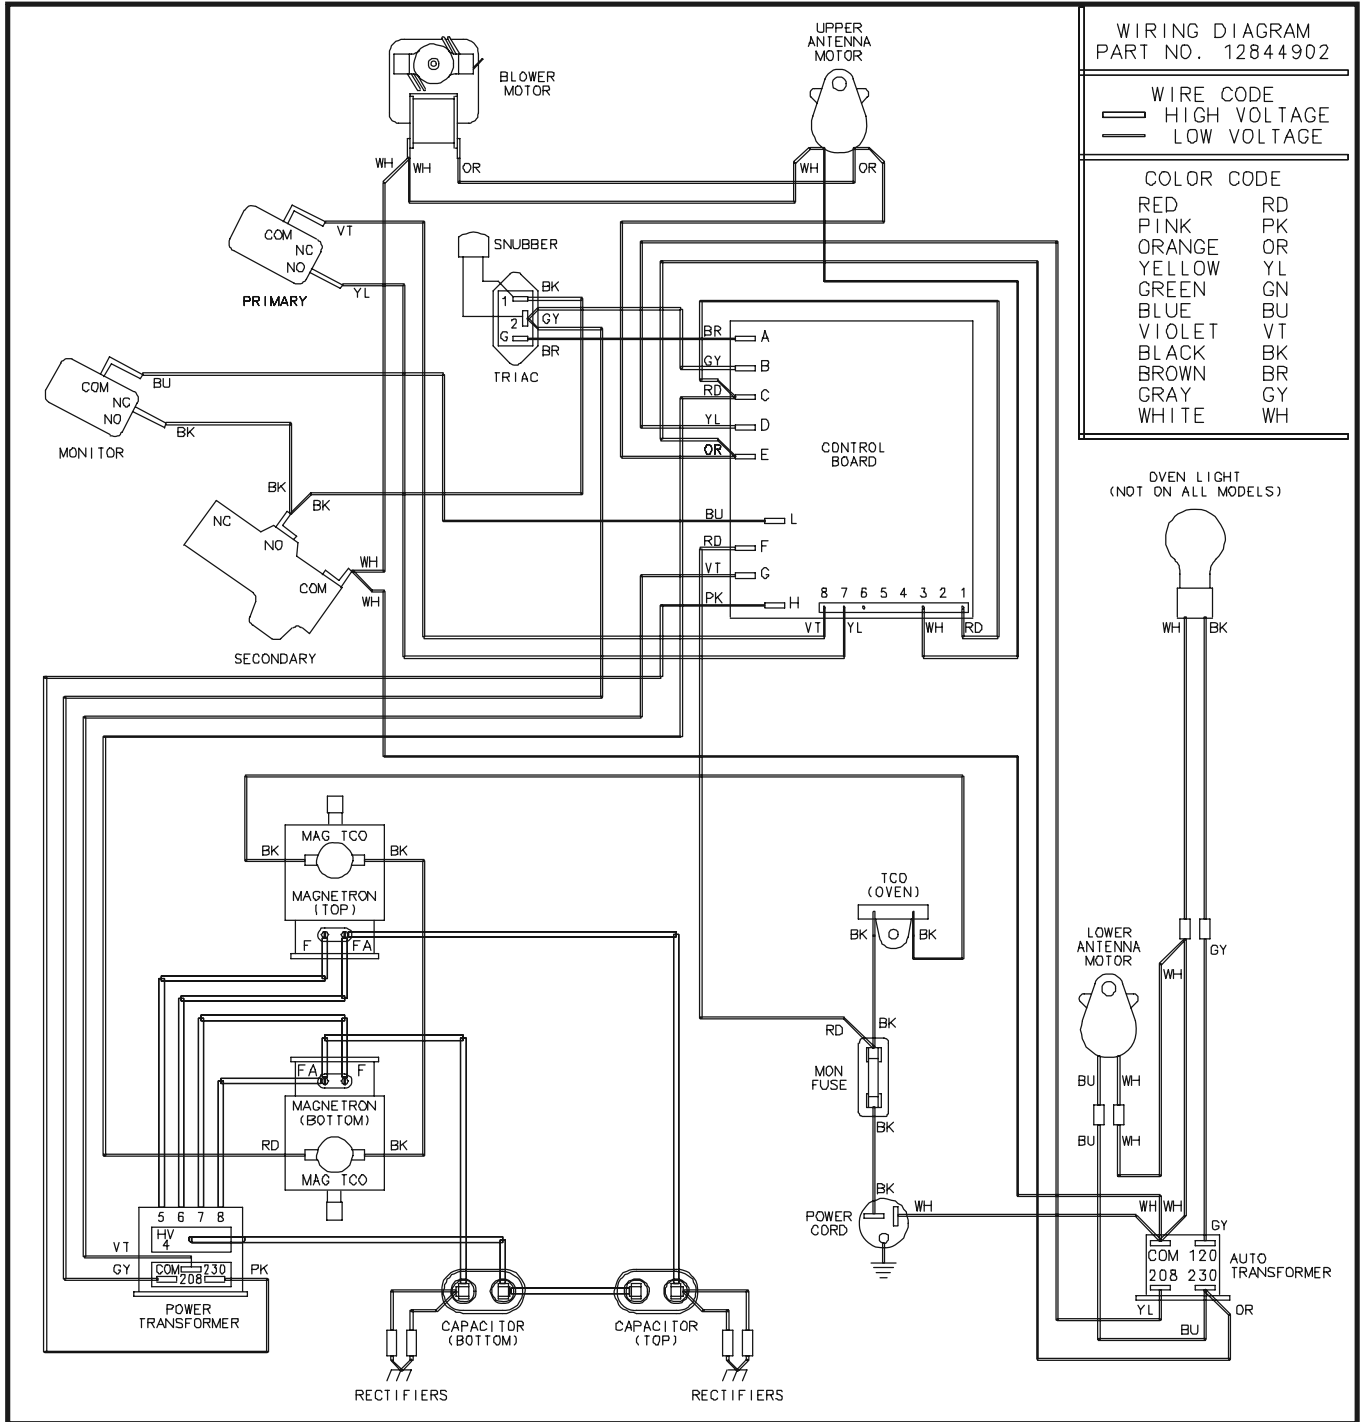 WIRING DIAGRAM
PART NO. 12844902
WIRE CODE
HIGH VOLTAGE
LOW VOLTAGE
COLOR CODE
RED RD
PINK PK
ORANGE OR
YELLOW YL
GREEN GN
BLUE BU
VIOLET VT
BLACK BK
BROWN BR
GRAY GY
WHITE WH
UPPER
ANTENNA
MOTOR
BLOWER
MOTOR
WH
WH
OR
WH
OR
COM
NC
NO
VT
YL
PRIMARY
SNUBBER
1
2
G
BK
GY
BR
TRIAC
COM
NC
NO
BU
BK
MONITOR
BR A
GY B
RD C
YL D
OR E
BU L
RD F
VT G
PK H
CONTROL
BOARD
8 7 6 5 4 3 2 1
VT YL WH RD
BK
BK
NC
NO
COM
WH
WH
SECONDARY
OVEN LIGHT
(NOT ON ALL MODELS)
WH BK
MAG TCO
BK BK
MAGNETRON
(TOP)
F FA
TCO
(OVEN)
BK BK
LOWER
ANTENNA
MOTOR
WH
GY
RD
BK
MON
FUSE
BK
BU WH
BU WH
FA F
MAGNETRON
(BOTTOM)
RD BK
MAG TCO
BK
POWER
CORD
WH
WH WH
GY
COM 120
208 230
AUTO
TRANSFORMER
YL
BU
OR
5 6 7 8
HV
4
VT
GY
COM 230
208
PK
POWER
TRANSFORMER
CAPACITOR
(BOTTOM)
CAPACITOR
(TOP)
RECTIFIERS
RECTIFIERS